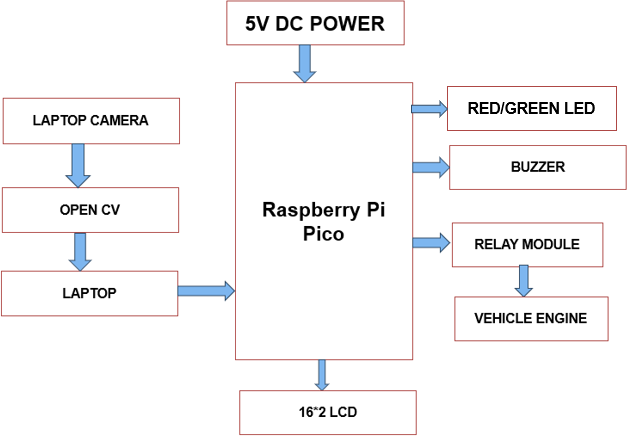 5V DC POWER
LAPTOP CAMERA
RED/GREEN LED
BUZZER
OPEN CV
Raspberry Pi
Pico
RELAY MODULE
LAPTOP
VEHICLE ENGINE
16*2 LCD